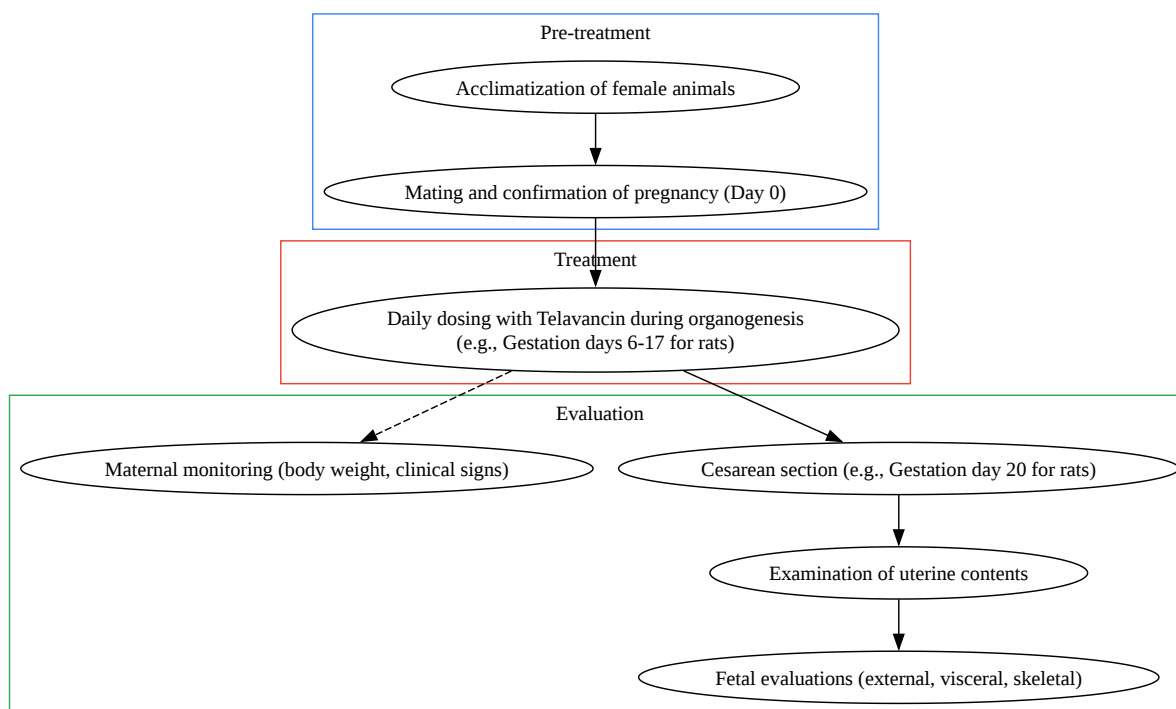 Pre-treatment
Acclimatization of female animals
Mating and confirmation of pregnancy (Day 0)
Treatment
Daily dosing with Telavancin during organogenesis
(e.g., Gestation days 6-17 for rats)
Evaluation
Maternal monitoring (body weight, clinical signs)
Cesarean section (e.g., Gestation day 20 for rats)
Examination of uterine contents
Fetal evaluations (external, visceral, skeletal)